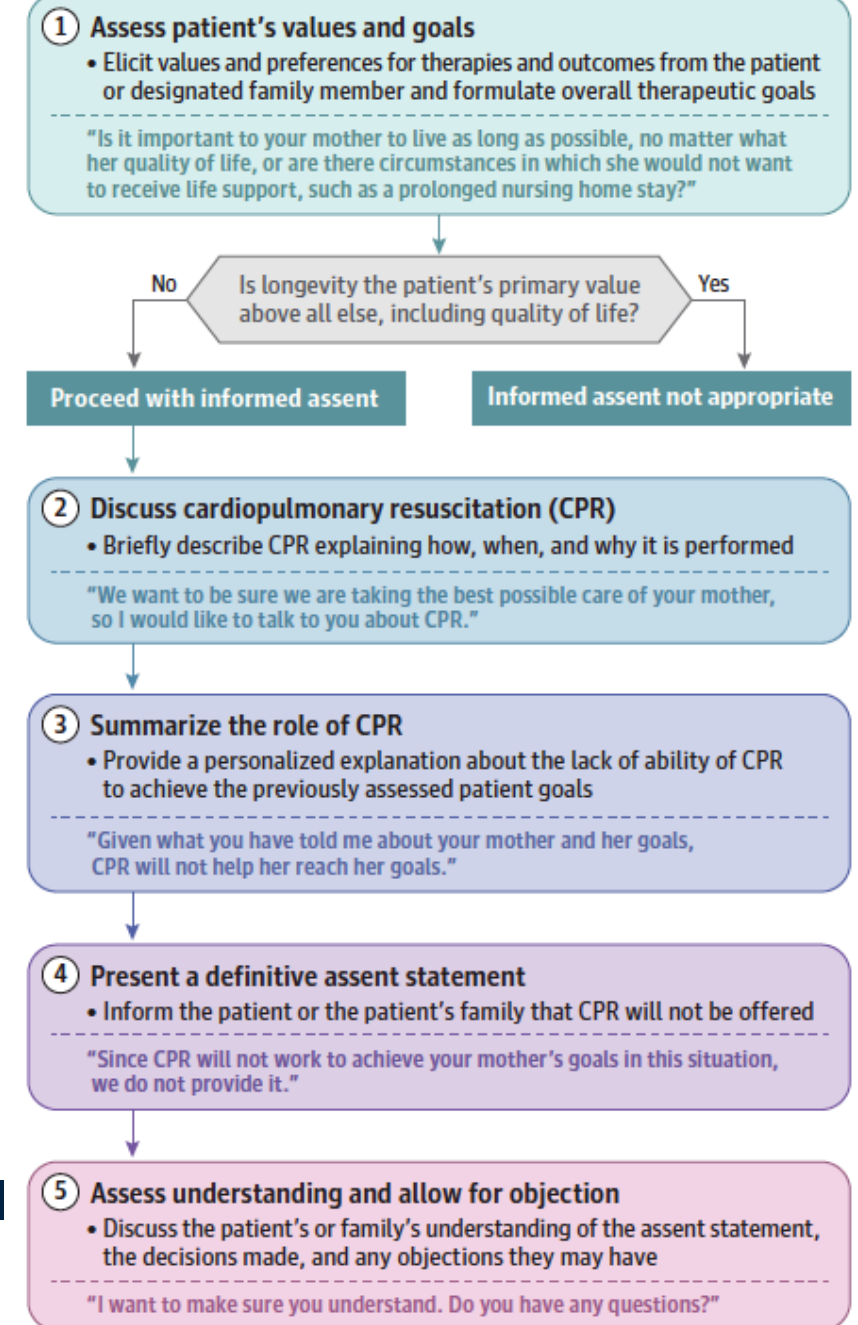 1 Assess patient's values and goals
• Elicit values and preferences for therapies and outcomes from the patient
or designated family member and formulate overall therapeutic goals
"Is it important to your mother to live as long as possible, no matter what
her quality of life, or are there circumstances in which she would not want
to receive life support, such as a prolonged nursing home stay?"
No
Is longevity the patient's primary value
above all else, including quality of life?
Yes
Proceed with informed assent
Informed assent not appropriate
2 Discuss cardiopulmonary resuscitation (CPR)
• Briefly describe CPR explaining how, when, and why it is performed
"We want to be sure we are taking the best possible care of your mother,
so I would like to talk to you about CPR."
3 Summarize the role of CPR
• Provide a personalized explanation about the lack of ability of CPR
to achieve the previously assessed patient goals
"Given what you have told me about your mother and her goals,
CPR will not help her reach her goals."
4 Present a definitive assent statement
• Inform the patient or the patient's family that CPR will not be offered
"Since CPR will not work to achieve your mother's goals in this situation,
we do not provide it."
5 Assess understanding and allow for objection
• Discuss the patient's or family's understanding of the assent statement,
the decisions made, and any objections they may have
"I want to make sure you understand. Do you have any questions?"